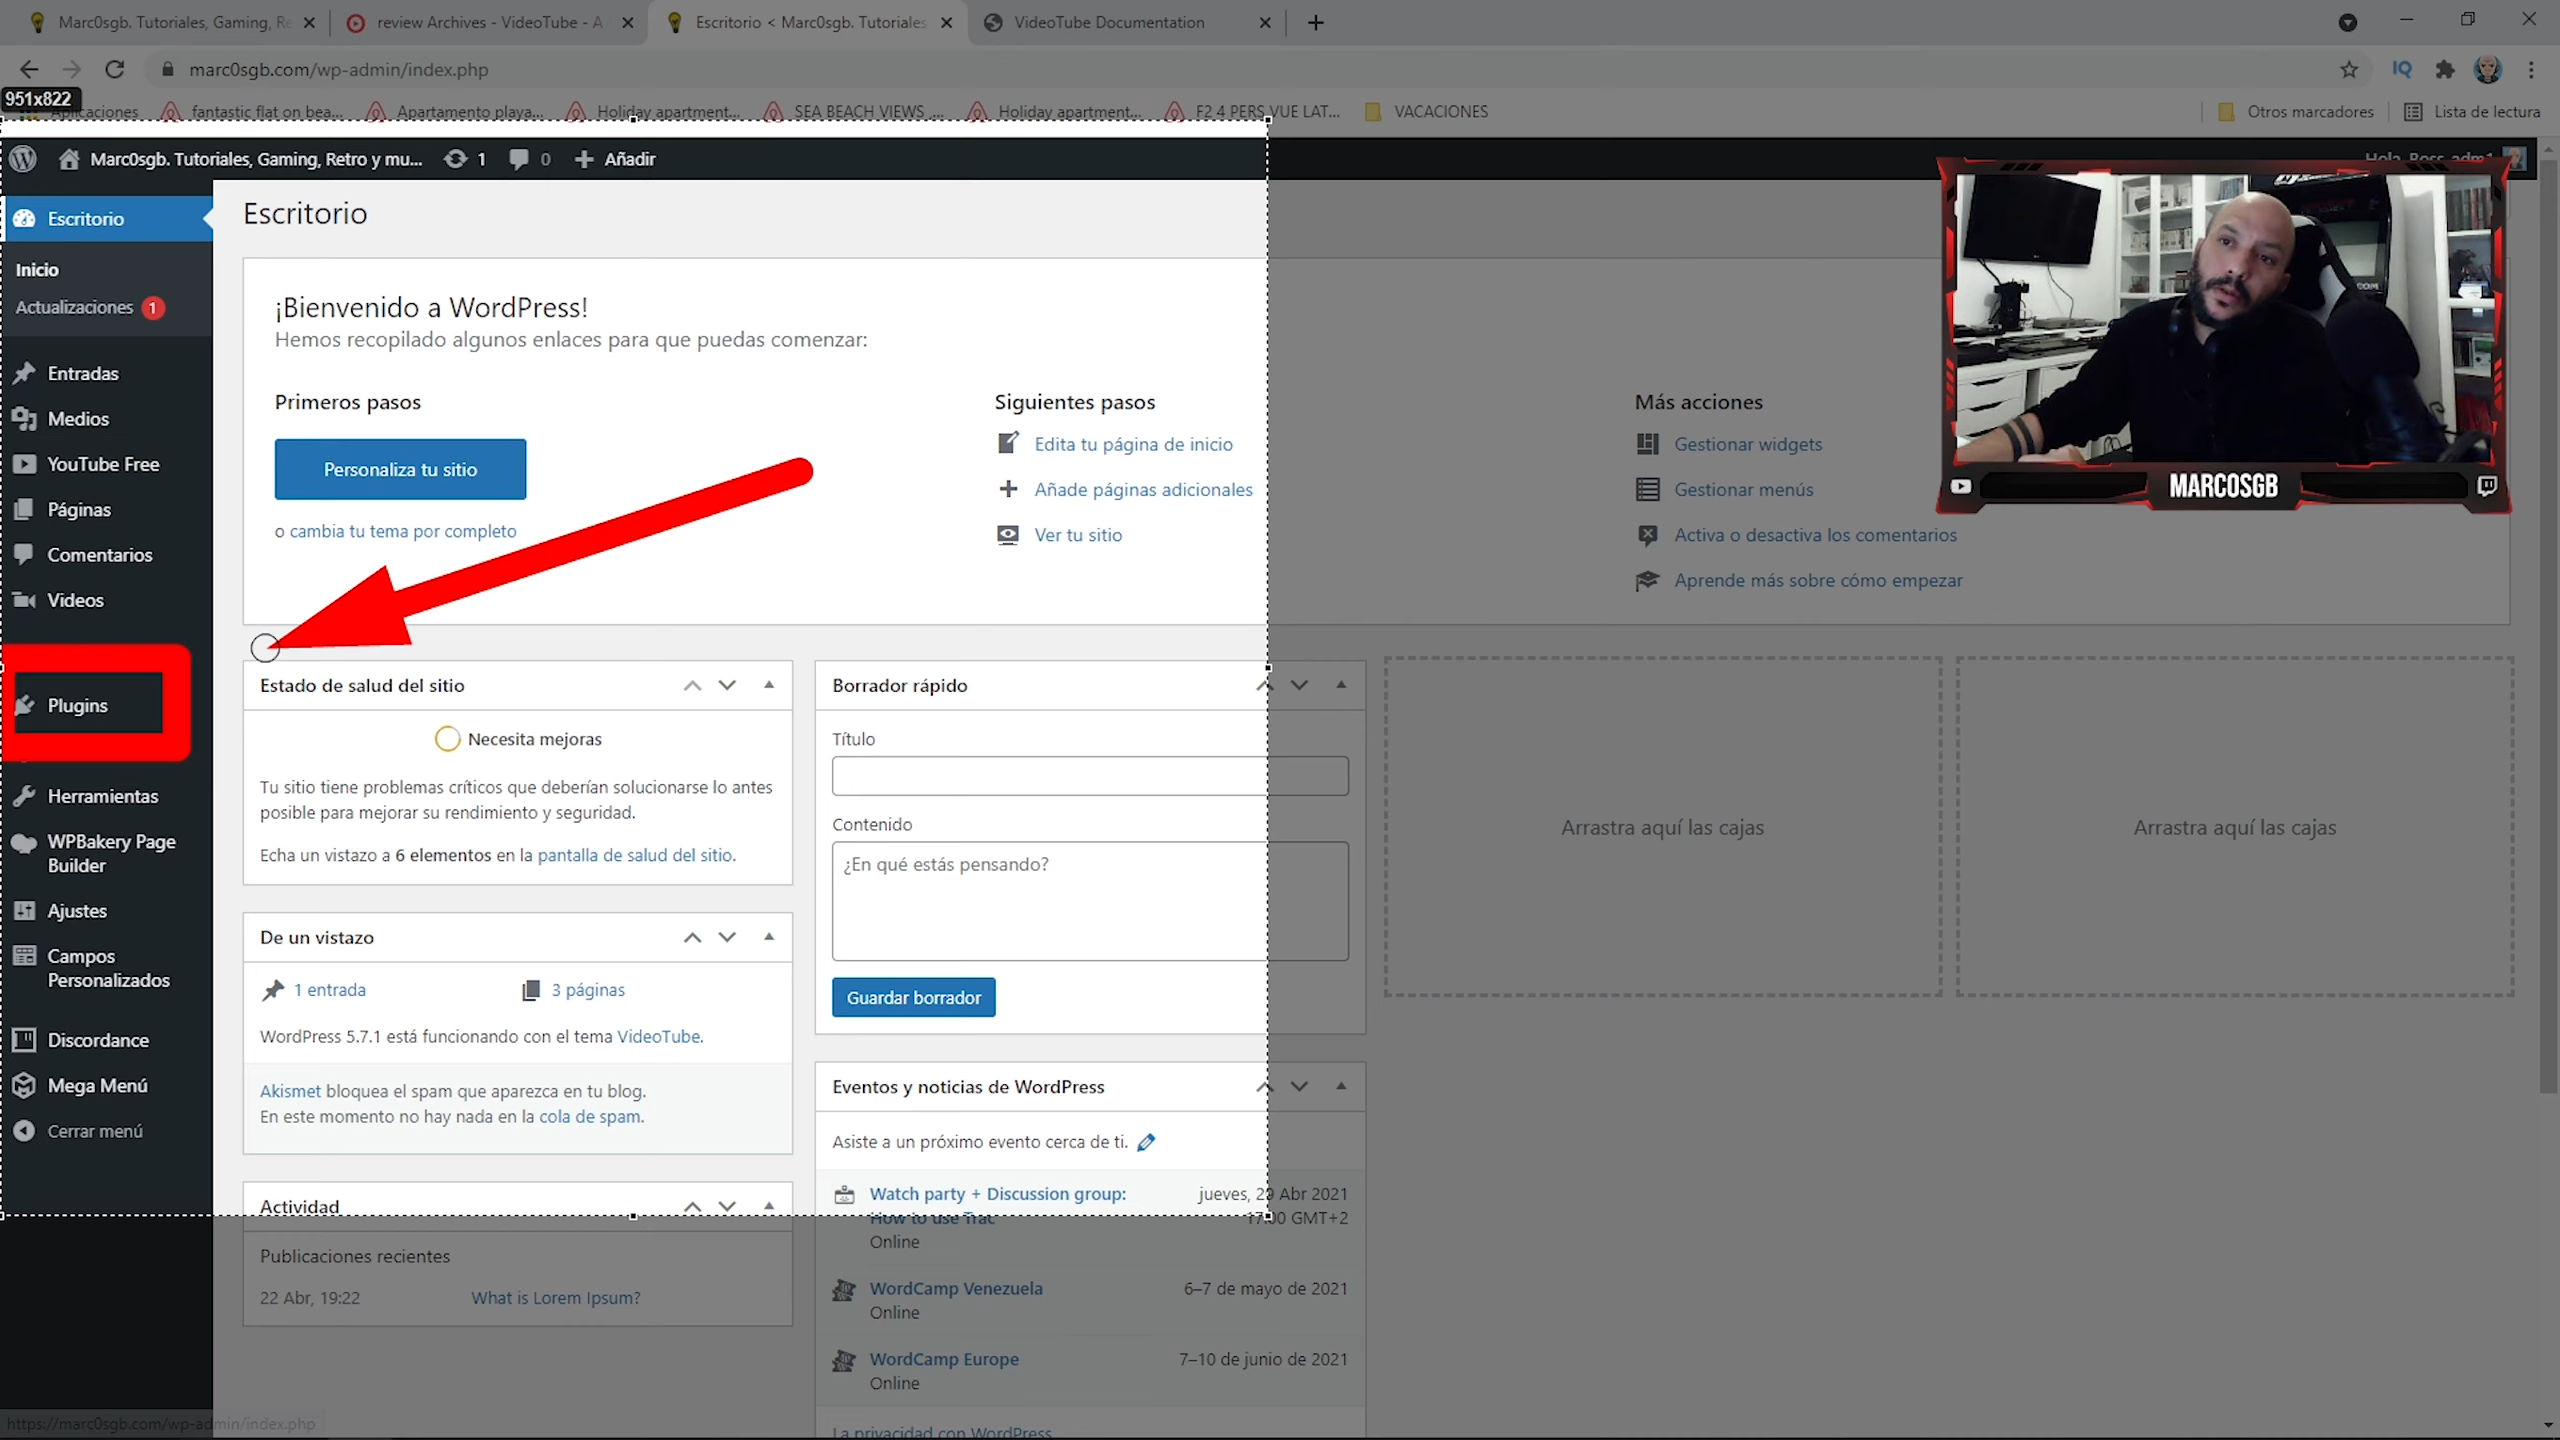 Marc0sgb. Tutoriales, Gaming, Re
review Archives - VideoTube - A
Escritorio < Marc0sgb. Tutoriales
VideoTube Documentation
marc0sgb.com/wp-admin/index.php
IQ
951x822
Aplicaciones
fantastic flat on bea...
Apartamento playa...
Holiday apartment...
SEA BEACH VIEWS ...
Holiday apartment...
F2 4 PERS VUE LAT...
VACACIONES
Otros marcadores
Lista de lectura
Marc0sgb. Tutoriales, Gaming, Retro y mu...
1
0
Añadir
Hola, Boss_adm1
Escritorio
Inicio
Actualizaciones 1
Entradas
Medios
YouTube Free
Páginas
Comentarios
Videos
Plugins
Herramientas
WPBakery Page
Builder
Ajustes
Campos
Personalizados
Discordance
Mega Menú
Cerrar menú
Escritorio
¡Bienvenido a WordPress!
Hemos recopilado algunos enlaces para que puedas comenzar:
Primeros pasos
Personaliza tu sitio
o cambia tu tema por completo
Siguientes pasos
Edita tu página de inicio
Añade páginas adicionales
Ver tu sitio
Más acciones
Gestionar widgets
Gestionar menús
Activa o desactiva los comentarios
Aprende más sobre cómo empezar
MARCOSGB
Estado de salud del sitio
Necesita mejoras
Tu sitio tiene problemas críticos que deberían solucionarse lo antes
posible para mejorar su rendimiento y seguridad.
Echa un vistazo a 6 elementos en la pantalla de salud del sitio.
De un vistazo
1 entrada
3 páginas
WordPress 5.7.1 está funcionando con el tema VideoTube.
Akismet bloquea el spam que aparezca en tu blog.
En este momento no hay nada en la cola de spam.
Actividad
Publicaciones recientes
22 Abr, 19:22
What is Lorem Ipsum?
Borrador rápido
Título
Contenido
¿En qué estás pensando?
Guardar borrador
Eventos y noticias de WordPress
Asiste a un próximo evento cerca de ti.
Watch party + Discussion group:
How to use Trac
Online
jueves, 29 Abr 2021
17:00 GMT+2
WordCamp Venezuela
Online
6–7 de mayo de 2021
WordCamp Europe
Online
7–10 de junio de 2021
La privacidad con WordPress
Arrastra aquí las cajas
Arrastra aquí las cajas
https://marc0sgb.com/wp-admin/index.php